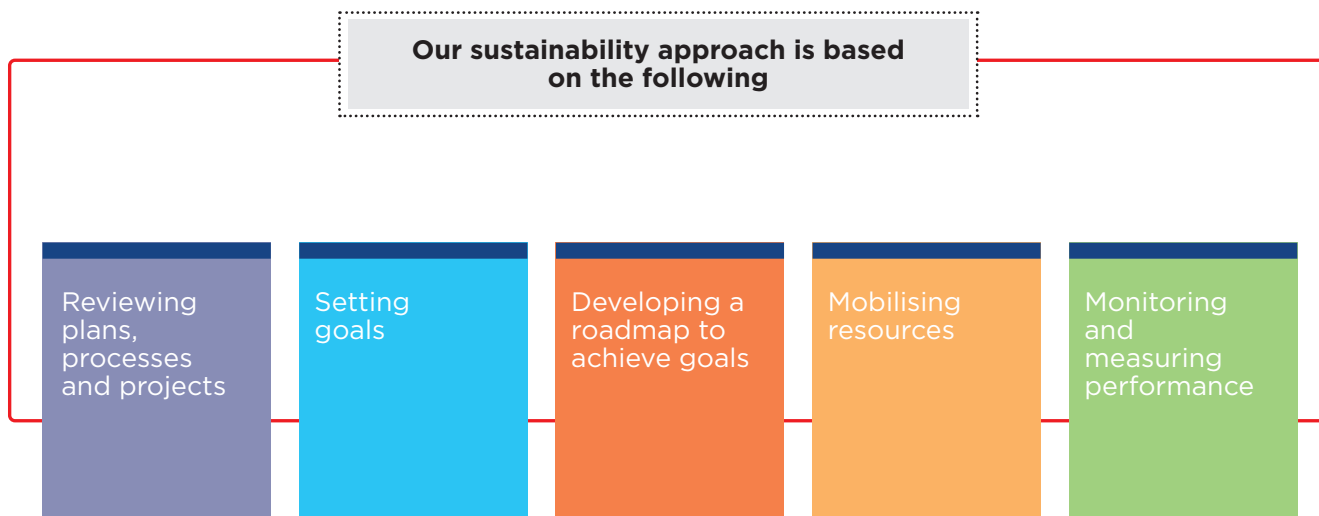 Our sustainability approach is based
on the following
Reviewing
plans,
processes
and projects
Setting
goals
Developing a
roadmap to
achieve goals
Mobilising
resources
Monitoring
and
measuring
performance